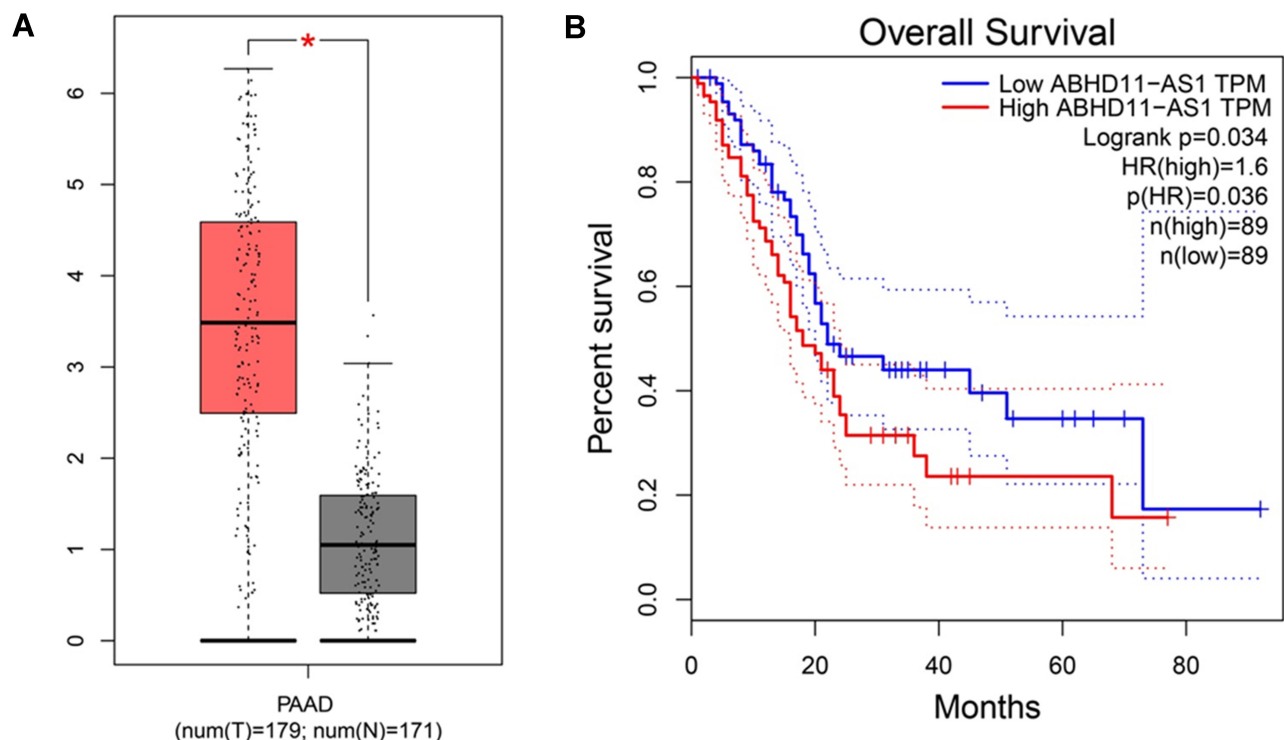 A
*
6
5
4
3
2
1
0
PAAD
(num(T)=179; num(N)=171)
B
Overall Survival
Low ABHD11−AS1 TPM
High ABHD11−AS1 TPM
Logrank p=0.034
HR(high)=1.6
p(HR)=0.036
n(high)=89
n(low)=89
Percent survival
1.0
0.8
0.6
0.4
0.2
0.0
0 20 40 60 80
Months